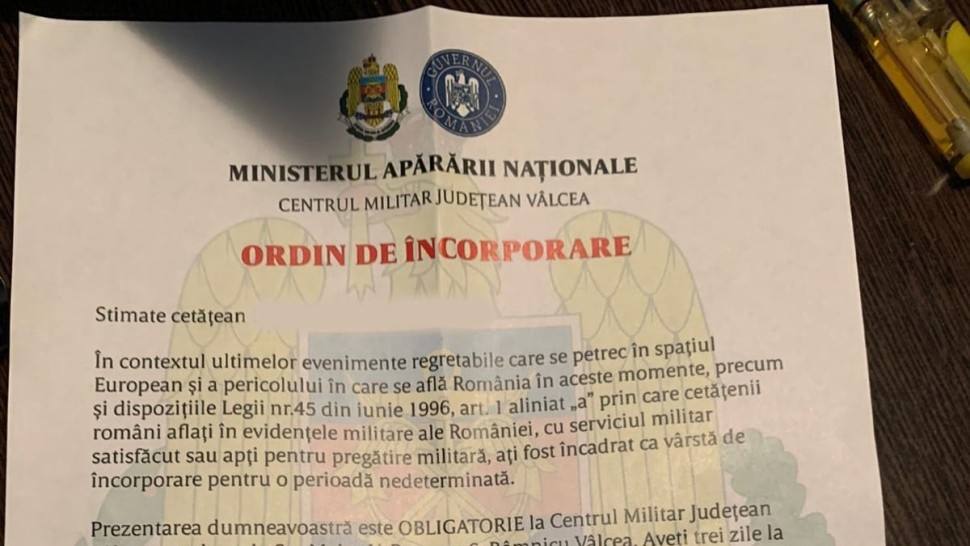 GUVERNUL
ROMÂNIEI
MINISTERUL APĂRĂRII NAȚIONALE
CENTRUL MILITAR JUDEȚEAN VÂLCEA
ORDIN DE ÎNCORPORARE
Stimate cetățean
În contextul ultimelor evenimente regretabile care se petrec în spațiul
European și a pericolului în care se află România în aceste momente, precum
și dispozițiile Legii nr.45 din iunie 1996, art. 1 aliniat „a” prin care cetățenii
români aflați în evidențele militare ale României, cu serviciul militar
satisfăcut sau apți pentru pregătire militară, ați fost încadrat ca vârstă de
încorporare pentru o perioadă nedeterminată.
Prezentarea dumneavoastră este OBLIGATORIE la Centrul Militar Județean
Râmnicu Vâlcea. Aveți trei zile la